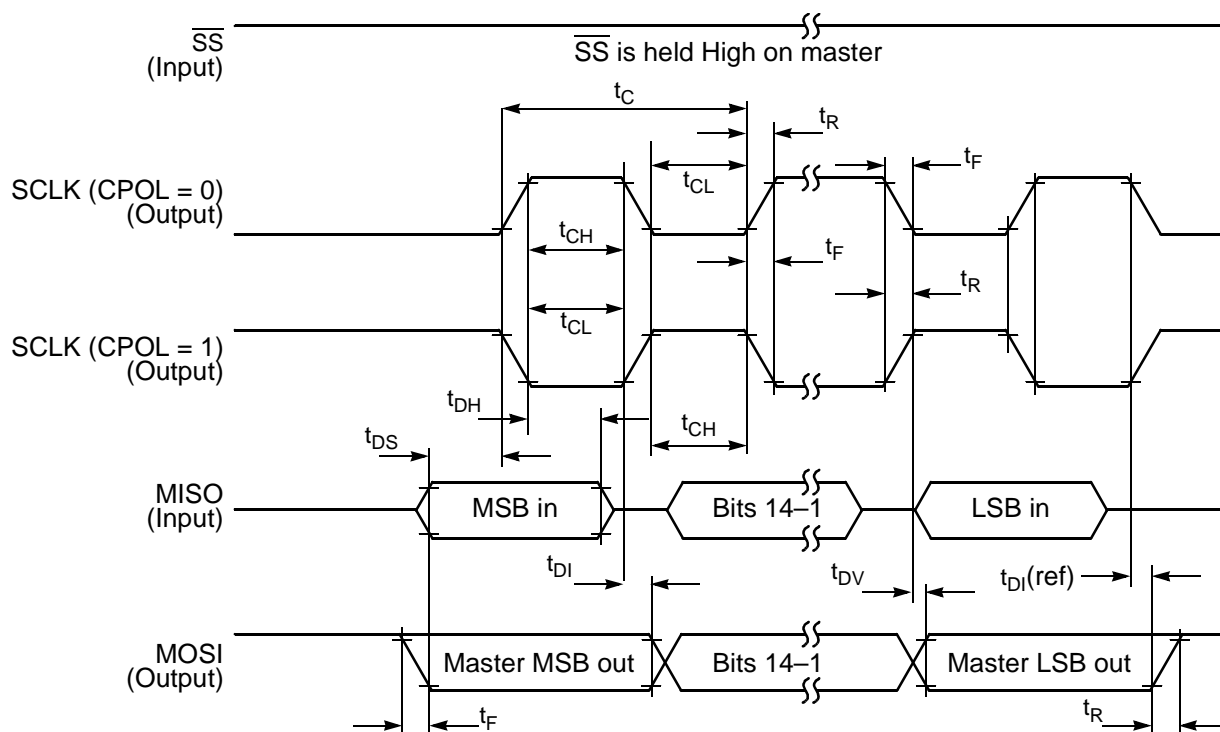 SS
(Input)
SS is held High on master
tC
tR
tF
SCLK (CPOL = 0)
(Output)
tCL
tCH
tF
tR
tCL
SCLK (CPOL = 1)
(Output)
tDH
tCH
tDS
MISO
(Input)
MSB in
Bits 14–1
LSB in
tDI
tDV
tDI(ref)
MOSI
(Output)
Master MSB out
Bits 14–1
Master LSB out
tF
tR